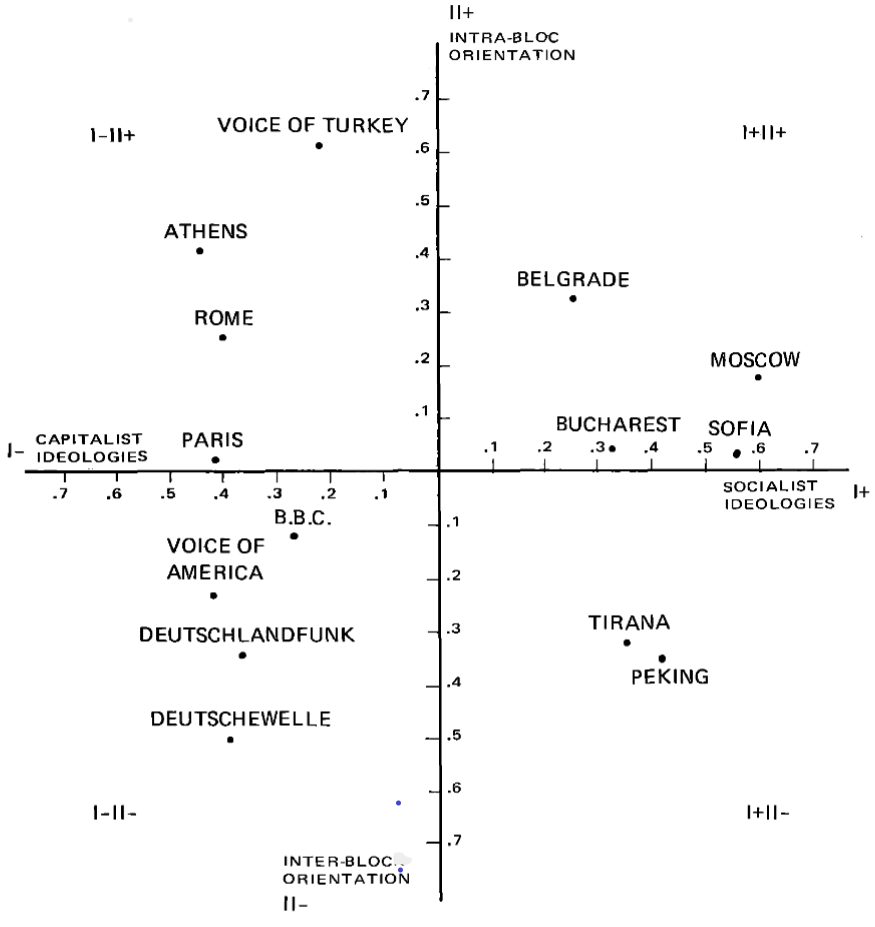 II+
INTRA-BLOC
ORIENTATION
.7
VOICE OF TURKEY
I-II+
I+II+
.6
.5
ATHENS
.4
BELGRADE
ROME
.3
MOSCOW
.2
.1
BUCHAREST
SOFIA
I-
CAPITALIST
IDEOLOGIES
PARIS
.1 .2 .3 .4 .5 .6 .7
.7 .6 .5 .4 .3 .2 .1
SOCIALIST
IDEOLOGIES
I+
B.B.C.
.1
VOICE OF
AMERICA
.2
TIRANA
.3
DEUTSCHLANDFUNK
PEKING
.4
DEUTSCHEWELLE
.5
.6
I-II-
I+II-
.7
INTER-BLOCK
ORIENTATION
II-